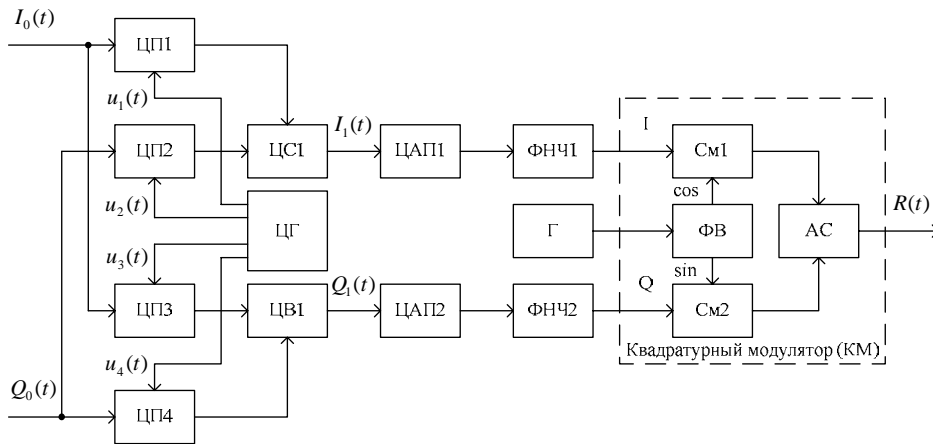 I₀(t)
ЦП1
u₁(t)
ЦП2
ЦС1
I₁(t)
ЦАП1
ФНЧ1
I
См1
cos
u₂(t)
ЦГ
Г
ФВ
АС
R(t)
u₃(t)
sin
ЦП3
ЦВ1
Q₁(t)
ЦАП2
ФНЧ2
Q
См2
Квадратурный модулятор (КМ)
u₄(t)
Q₀(t)
ЦП4